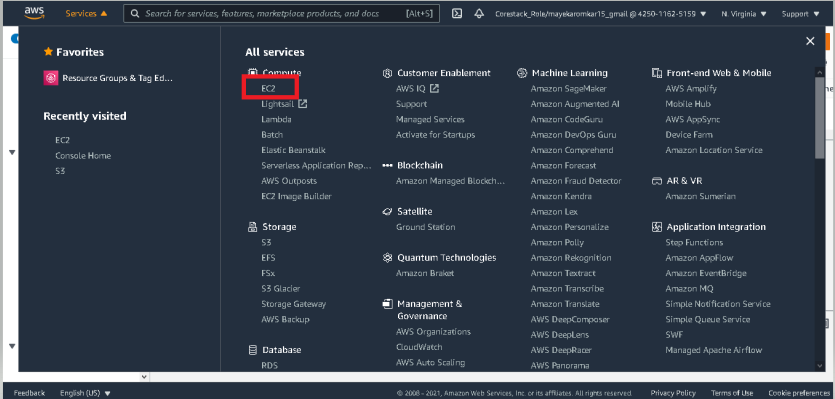 aws
Services
Search for services, features, marketplace products, and docs
[Alt+S]
Corestack_Role/mayekaromkar15_gmail @ 4250-1162-5159
N. Virginia
Support
Favorites
Resource Groups & Tag Ed...
Recently visited
EC2
Console Home
S3
All services
Compute
EC2
Lightsail
Lambda
Batch
Elastic Beanstalk
Serverless Application Rep...
AWS Outposts
EC2 Image Builder
Storage
S3
EFS
FSx
S3 Glacier
Storage Gateway
AWS Backup
Database
RDS
Customer Enablement
AWS IQ
Support
Managed Services
Activate for Startups
Blockchain
Amazon Managed Blockch...
Satellite
Ground Station
Quantum Technologies
Amazon Braket
Management &
Governance
AWS Organizations
CloudWatch
AWS Auto Scaling
Machine Learning
Amazon SageMaker
Amazon Augmented AI
Amazon CodeGuru
Amazon DevOps Guru
Amazon Comprehend
Amazon Forecast
Amazon Fraud Detector
Amazon Kendra
Amazon Lex
Amazon Personalize
Amazon Polly
Amazon Rekognition
Amazon Textract
Amazon Transcribe
Amazon Translate
AWS DeepComposer
AWS DeepLens
AWS DeepRacer
AWS Panorama
Front-end Web & Mobile
AWS Amplify
Mobile Hub
AWS AppSync
Device Farm
Amazon Location Service
AR & VR
Amazon Sumerian
Application Integration
Step Functions
Amazon AppFlow
Amazon EventBridge
Amazon MQ
Simple Notification Service
Simple Queue Service
SWF
Managed Apache Airflow
Feedback
English (US)
© 2008 - 2021, Amazon Web Services, Inc. or its affiliates. All rights reserved.
Privacy Policy
Terms of Use
Cookie preferences